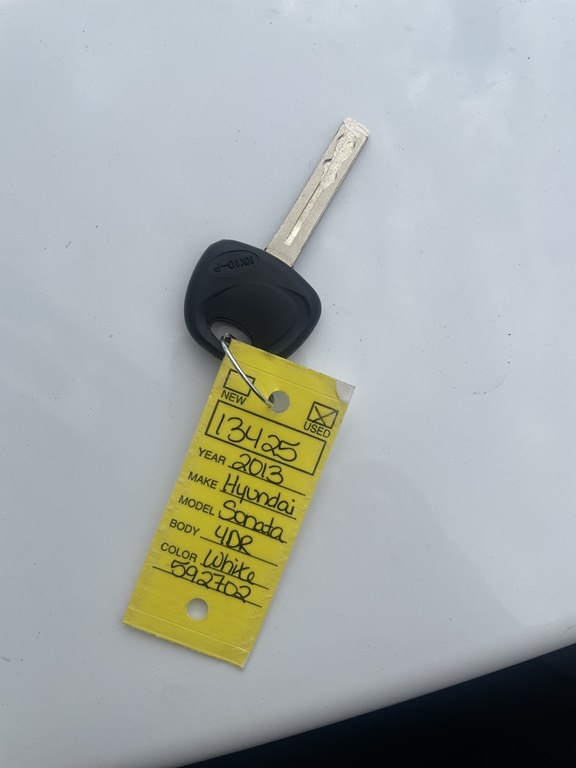 NEW
USED
13425
YEAR 2013
MAKE Hyundai
MODEL Sonata
BODY 4DR
COLOR White
592702